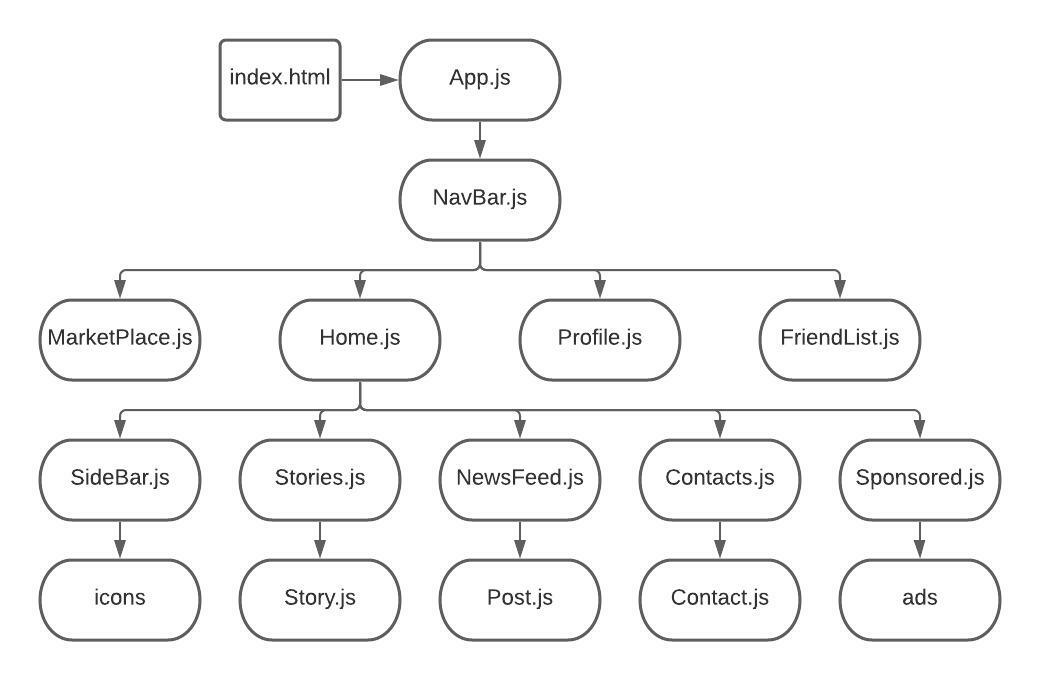 index.html
App.js
NavBar.js
MarketPlace.js
Home.js
Profile.js
FriendList.js
SideBar.js
Stories.js
NewsFeed.js
Contacts.js
Sponsored.js
icons
Story.js
Post.js
Contact.js
ads